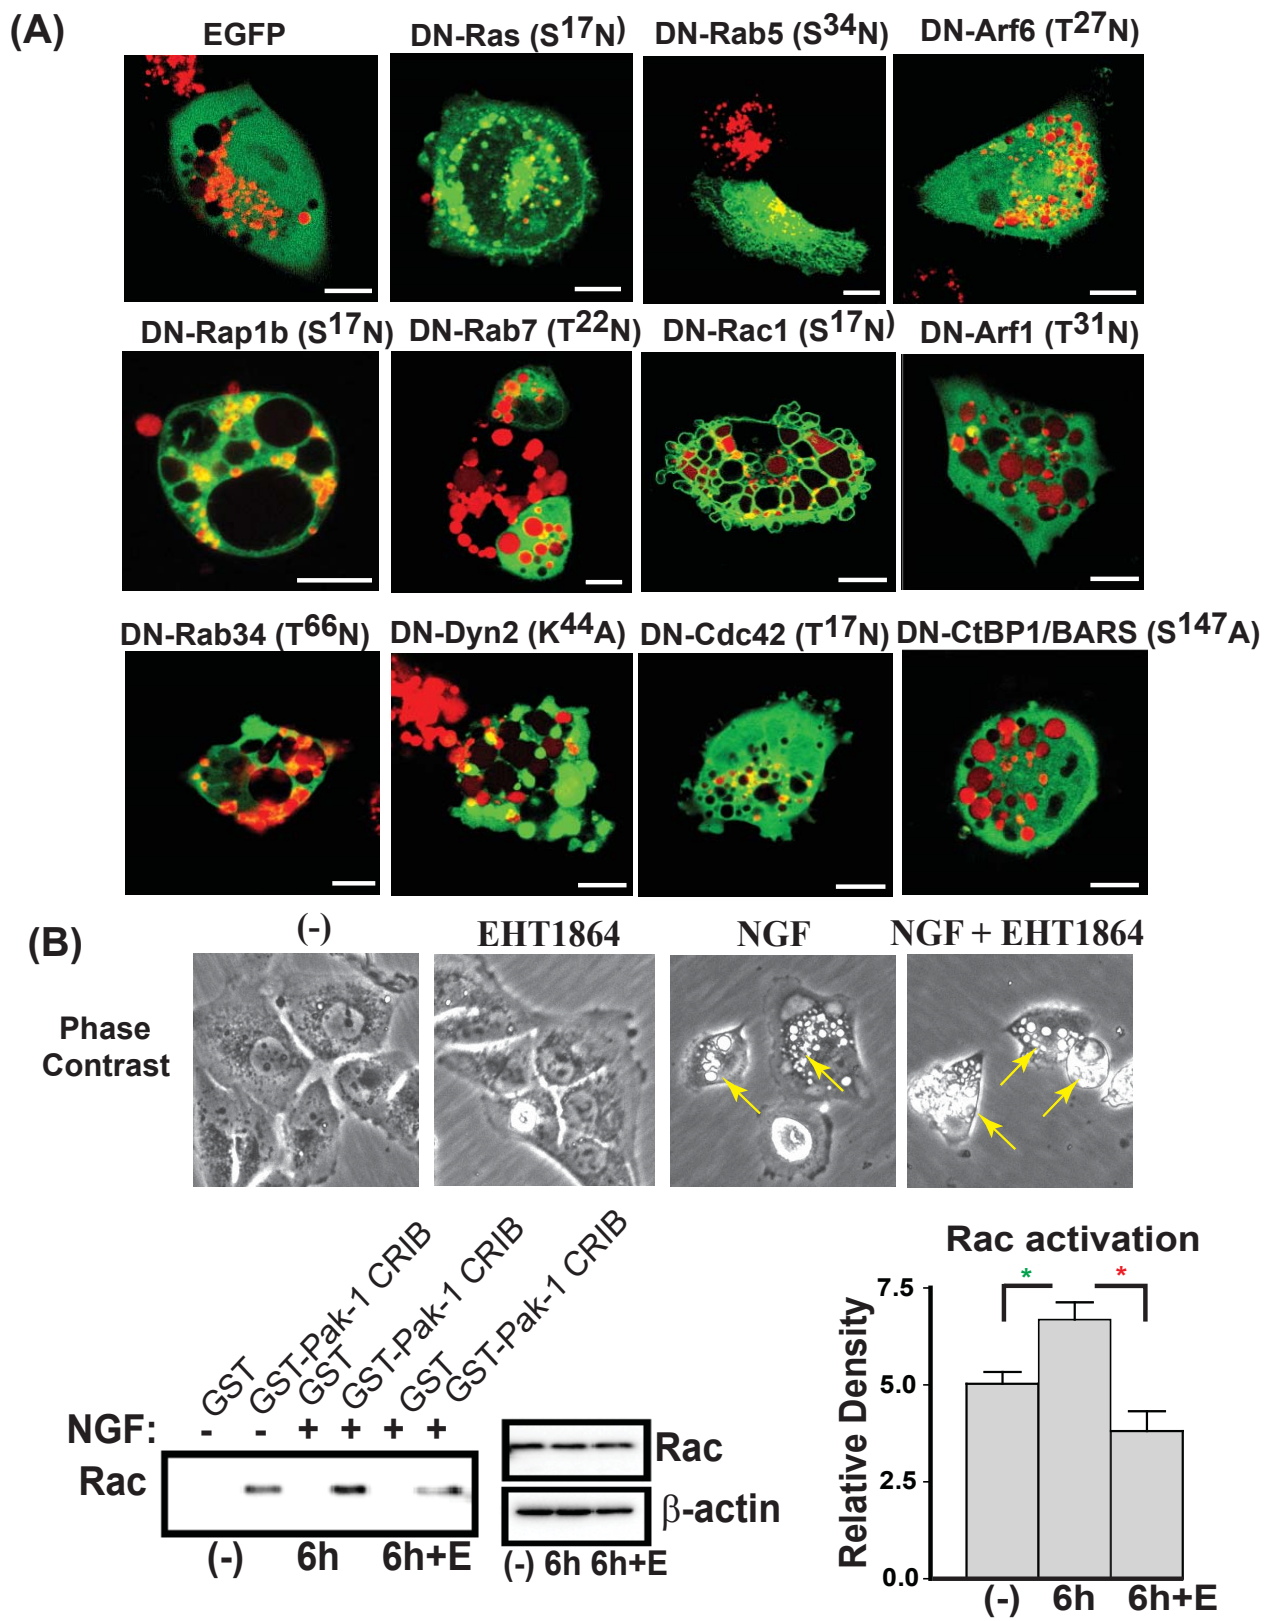 (A)
EGFP
DN-Ras (S17N)
DN-Rab5 (S34N)
DN-Arf6 (T27N)
DN-Rap1b (S17N)
DN-Rab7 (T22N)
DN-Rac1 (S17N)
DN-Arf1 (T31N)
DN-Rab34 (T66N)
DN-Dyn2 (K44A)
DN-Cdc42 (T17N)
DN-CtBP1/BARS (S147A)
(B)
(-)
EHT1864
NGF
NGF + EHT1864
Phase
Contrast
GST
GST-Pak-1 CRIB
GST
GST-Pak-1 CRIB
GST
GST-Pak-1 CRIB
NGF: - - + + + +
Rac
(-) 6h 6h+E
Rac
β-actin
(-) 6h 6h+E
Rac activation
* *
Relative Density
7.5
5.0
2.5
0.0
(-) 6h 6h+E